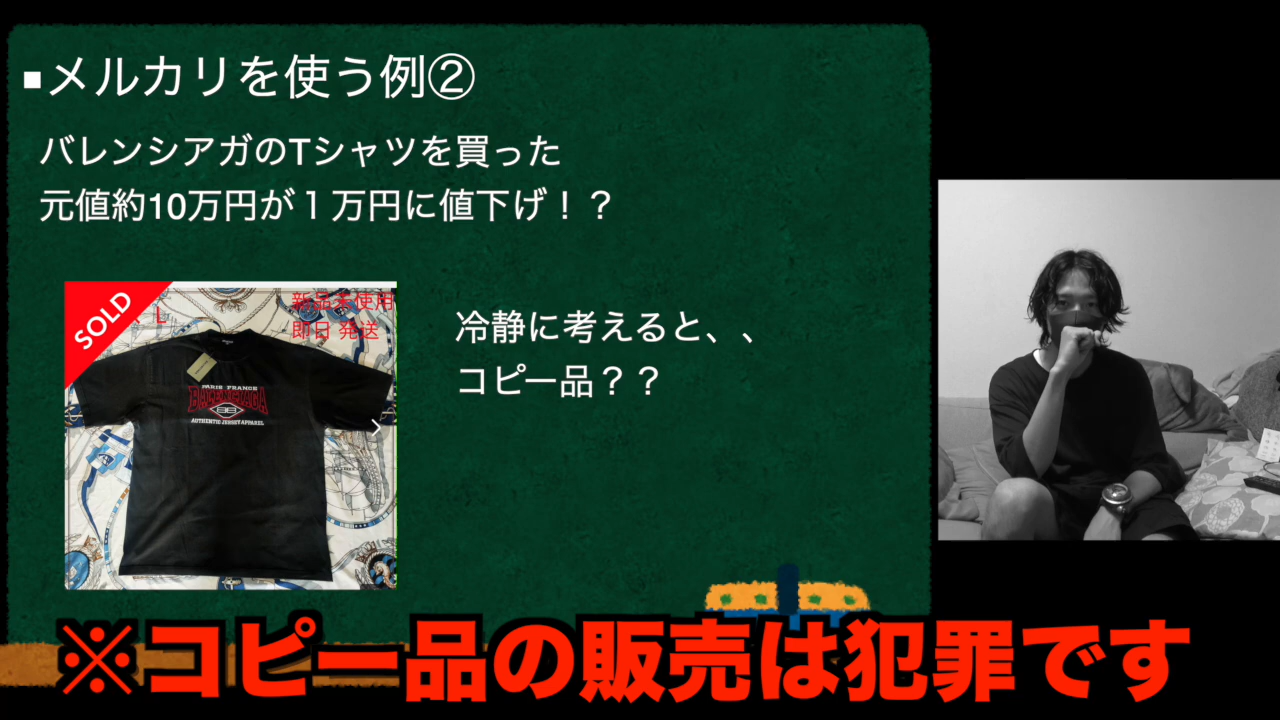 ■メルカリを使う例②
バレンシアガのTシャツを買った
元値約10万円が１万円に値下げ！？
SOLD
L
新品未使用
即日 発送
PARIS FRANCE
BALENCIAGA
AUTHENTIC JERSEY APPAREL
冷静に考えると、、
コピー品？？
※コピー品の販売は犯罪です